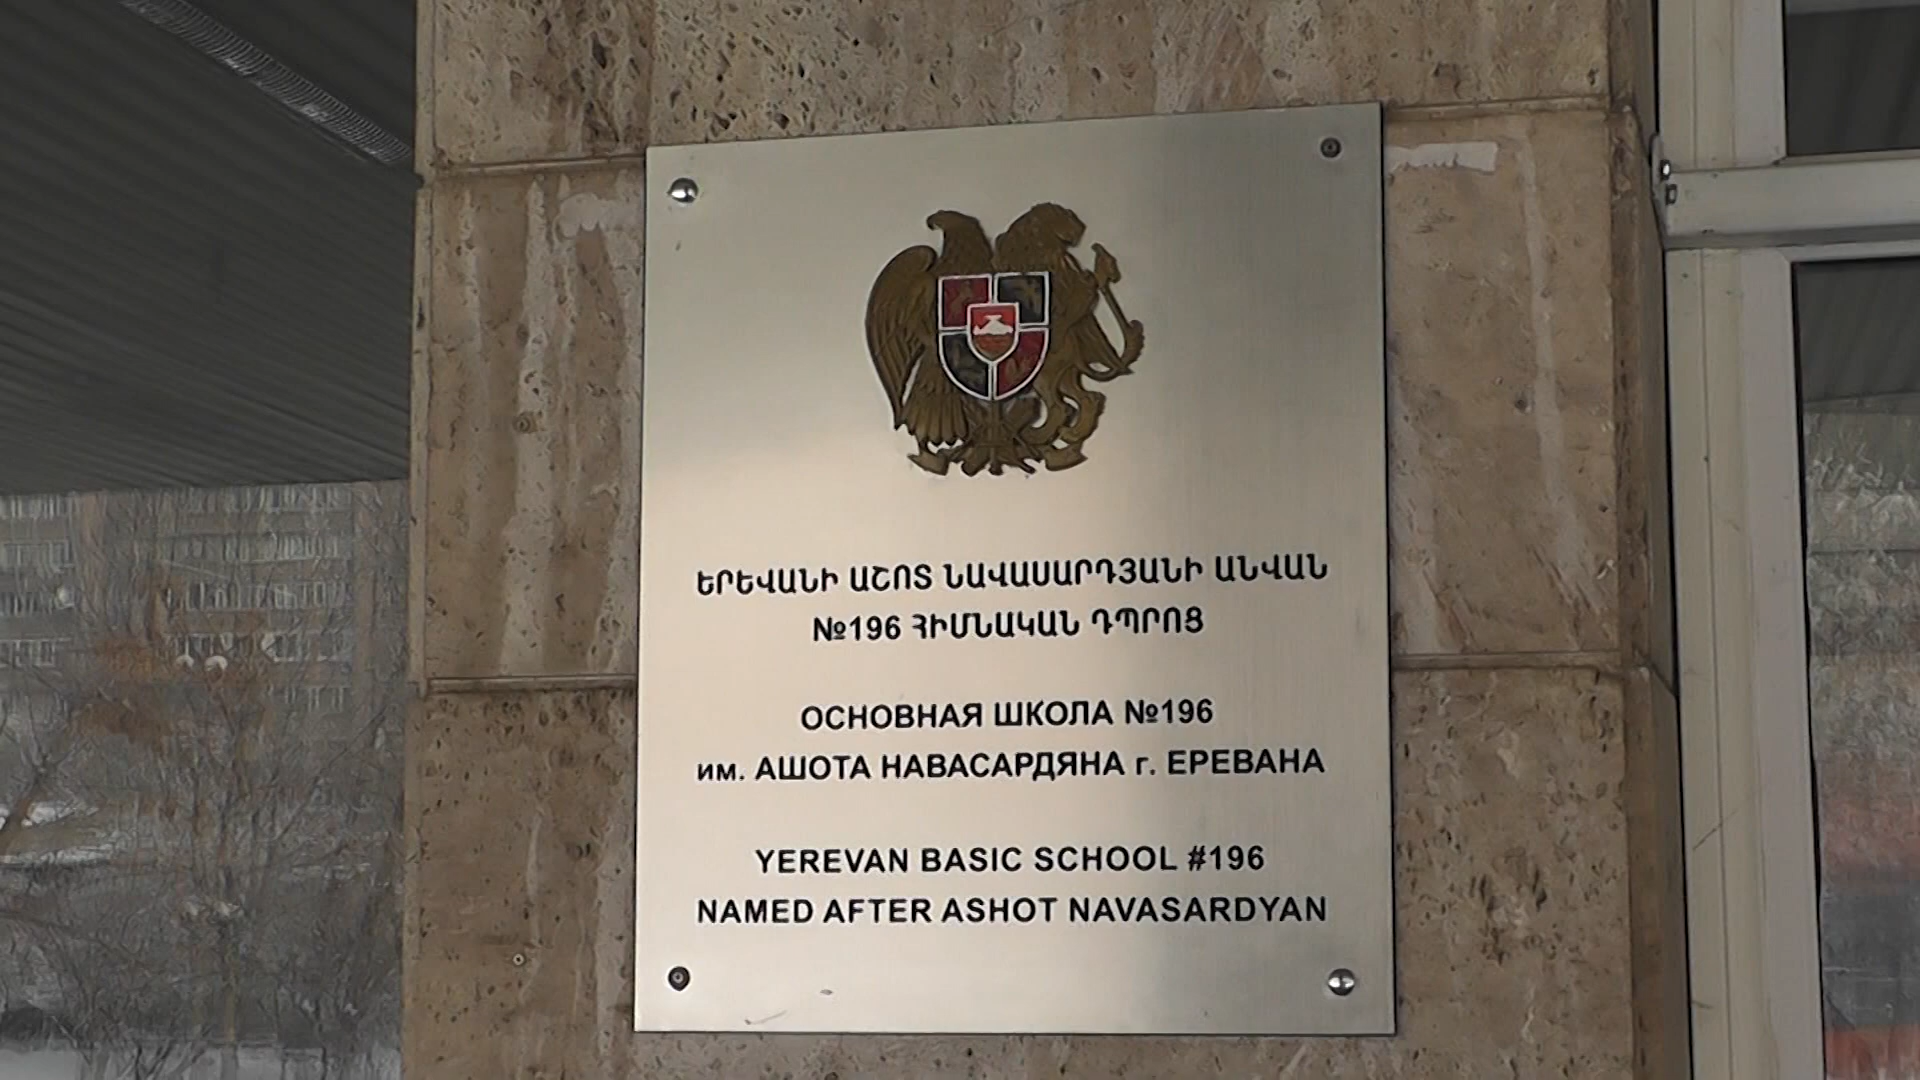 ԵՐԵՎԱՆԻ ԱՇՈՏ ՆԱՎԱՍԱՐԴՅԱՆԻ ԱՆՎԱՆ
№196 ՀԻՄՆԱԿԱՆ ԴՊՐՈՑ
ОСНОВНАЯ ШКОЛА №196
им. АШОТА НАВАСАРДЯНА г. ЕРЕВАНА
YEREVAN BASIC SCHOOL #196
NAMED AFTER ASHOT NAVASARDYAN